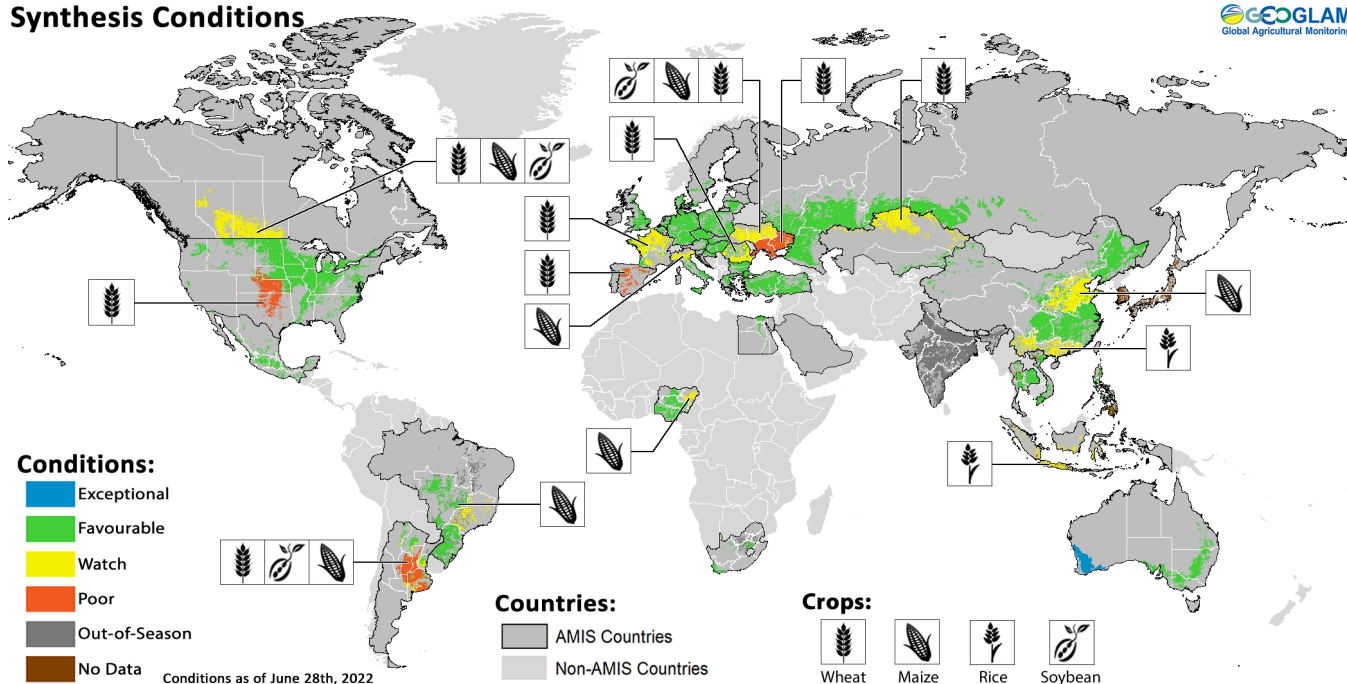 Synthesis Conditions
GEOGLAM
Global Agricultural Monitoring
Conditions:
Exceptional
Favourable
Watch
Poor
Out-of-Season
No Data
Conditions as of June 28th, 2022
Countries:
AMIS Countries
Non-AMIS Countries
Crops:
Wheat
Maize
Rice
Soybean